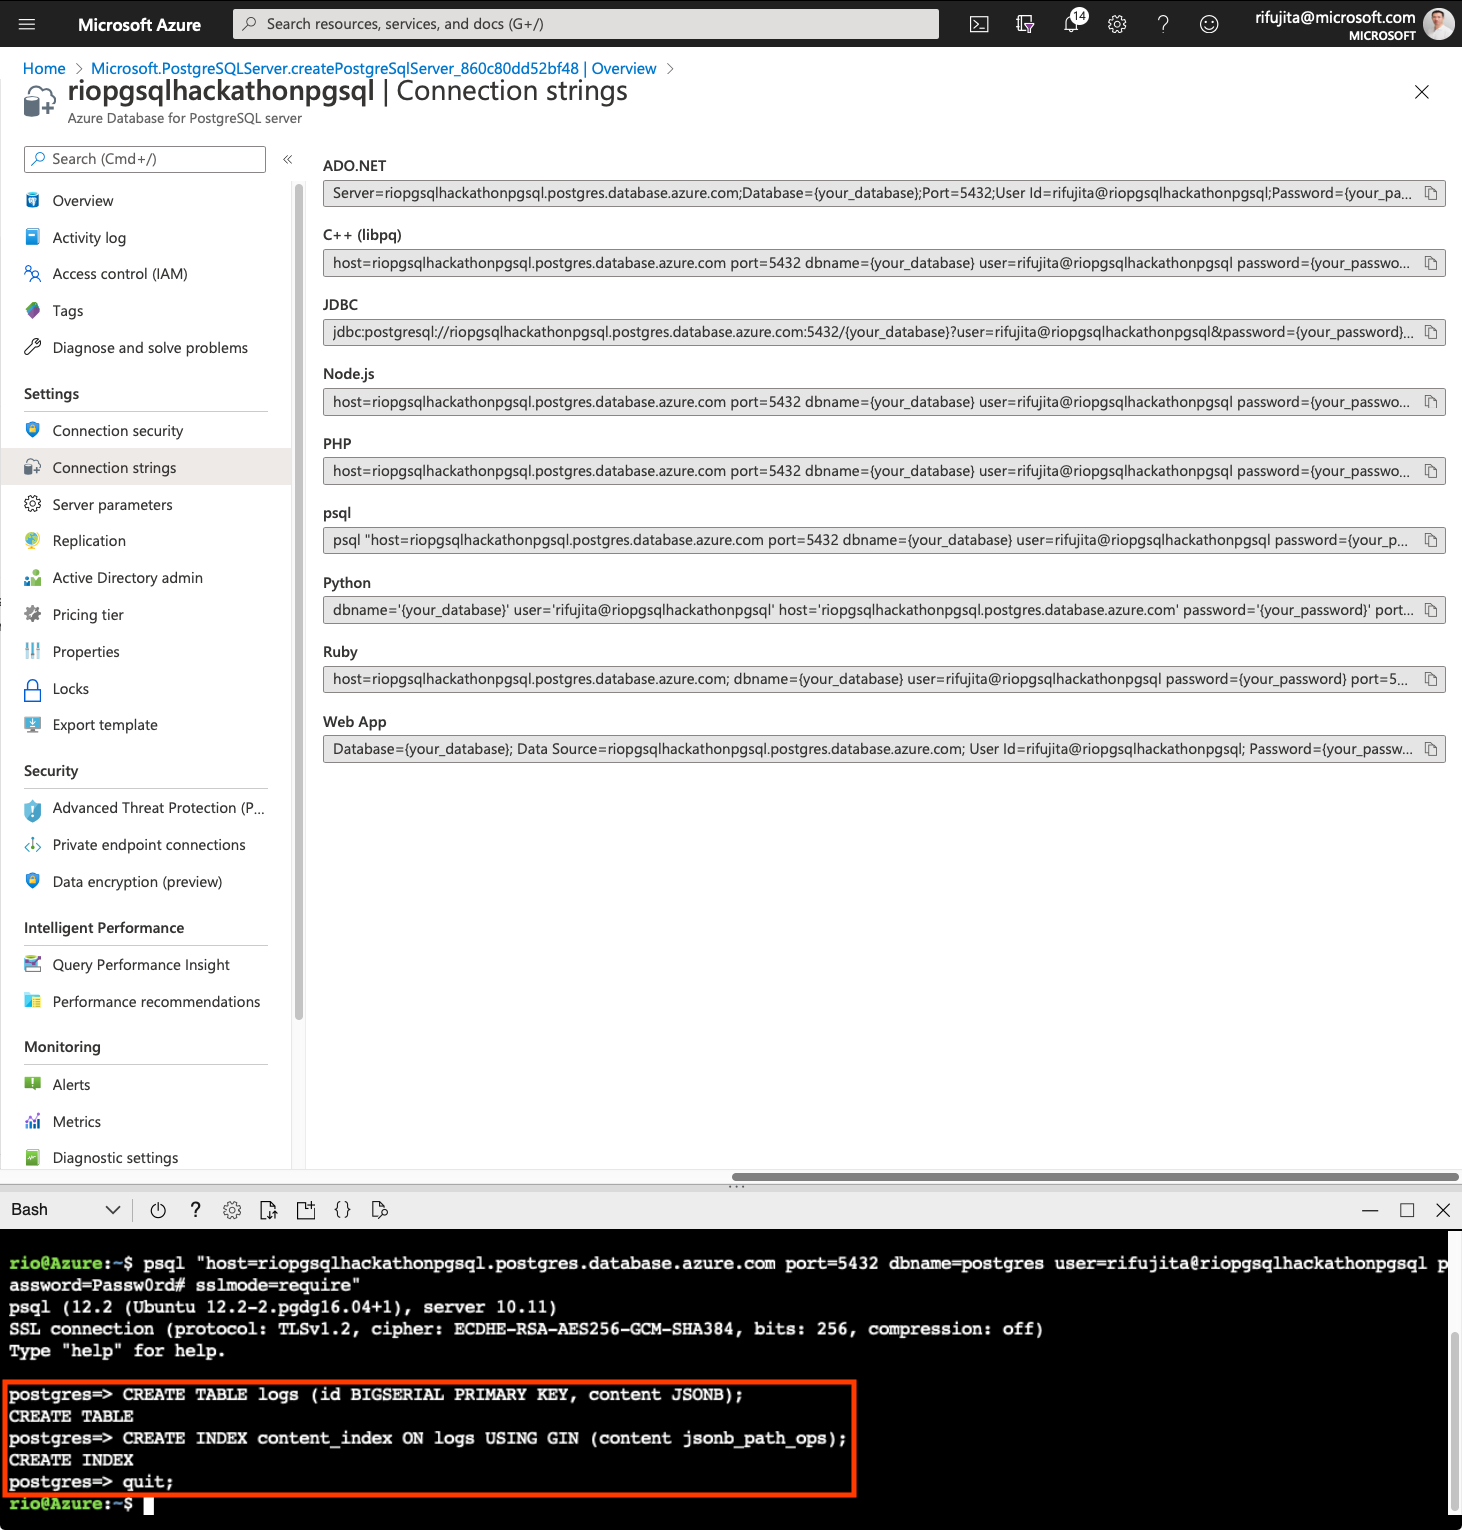 Microsoft Azure
Search resources, services, and docs (G+/)
14
rifujita@microsoft.com
MICROSOFT
Home > Microsoft.PostgreSQLServer.createPostgreSqlServer_860c80dd52bf48 | Overview >
riopgsqlhackathonpgsql | Connection strings
Azure Database for PostgreSQL server
Search (Cmd+/)
«
Overview
Activity log
Access control (IAM)
Tags
Diagnose and solve problems
Settings
Connection security
Connection strings
Server parameters
Replication
Active Directory admin
Pricing tier
Properties
Locks
Export template
Security
Advanced Threat Protection (P...
Private endpoint connections
Data encryption (preview)
Intelligent Performance
Query Performance Insight
Performance recommendations
Monitoring
Alerts
Metrics
Diagnostic settings
ADO.NET
Server=riopgsqlhackathonpgsql.postgres.database.azure.com;Database={your_database};Port=5432;User Id=rifujita@riopgsqlhackathonpgsql;Password={your_pa...
C++ (libpq)
host=riopgsqlhackathonpgsql.postgres.database.azure.com port=5432 dbname={your_database} user=rifujita@riopgsqlhackathonpgsql password={your_passwo...
JDBC
jdbc:postgresql://riopgsqlhackathonpgsql.postgres.database.azure.com:5432/{your_database}?user=rifujita@riopgsqlhackathonpgsql&password={your_password}...
Node.js
host=riopgsqlhackathonpgsql.postgres.database.azure.com port=5432 dbname={your_database} user=rifujita@riopgsqlhackathonpgsql password={your_passwo...
PHP
host=riopgsqlhackathonpgsql.postgres.database.azure.com port=5432 dbname={your_database} user=rifujita@riopgsqlhackathonpgsql password={your_passwo...
psql
psql "host=riopgsqlhackathonpgsql.postgres.database.azure.com port=5432 dbname={your_database} user=rifujita@riopgsqlhackathonpgsql password={your_p...
Python
dbname='{your_database}' user='rifujita@riopgsqlhackathonpgsql' host='riopgsqlhackathonpgsql.postgres.database.azure.com' password='{your_password}' port...
Ruby
host=riopgsqlhackathonpgsql.postgres.database.azure.com; dbname={your_database} user=rifujita@riopgsqlhackathonpgsql password={your_password} port=5...
Web App
Database={your_database}; Data Source=riopgsqlhackathonpgsql.postgres.database.azure.com; User Id=rifujita@riopgsqlhackathonpgsql; Password={your_passw...
Bash
rio@Azure:~$ psql "host=riopgsqlhackathonpgsql.postgres.database.azure.com port=5432 dbname=postgres user=rifujita@riopgsqlhackathonpgsql p
assword=Passw0rd# sslmode=require"
psql (12.2 (Ubuntu 12.2-2.pgdg16.04+1), server 10.11)
SSL connection (protocol: TLSv1.2, cipher: ECDHE-RSA-AES256-GCM-SHA384, bits: 256, compression: off)
Type "help" for help.
postgres=> CREATE TABLE logs (id BIGSERIAL PRIMARY KEY, content JSONB);
CREATE TABLE
postgres=> CREATE INDEX content_index ON logs USING GIN (content jsonb_path_ops);
CREATE INDEX
postgres=> quit;
rio@Azure:~$